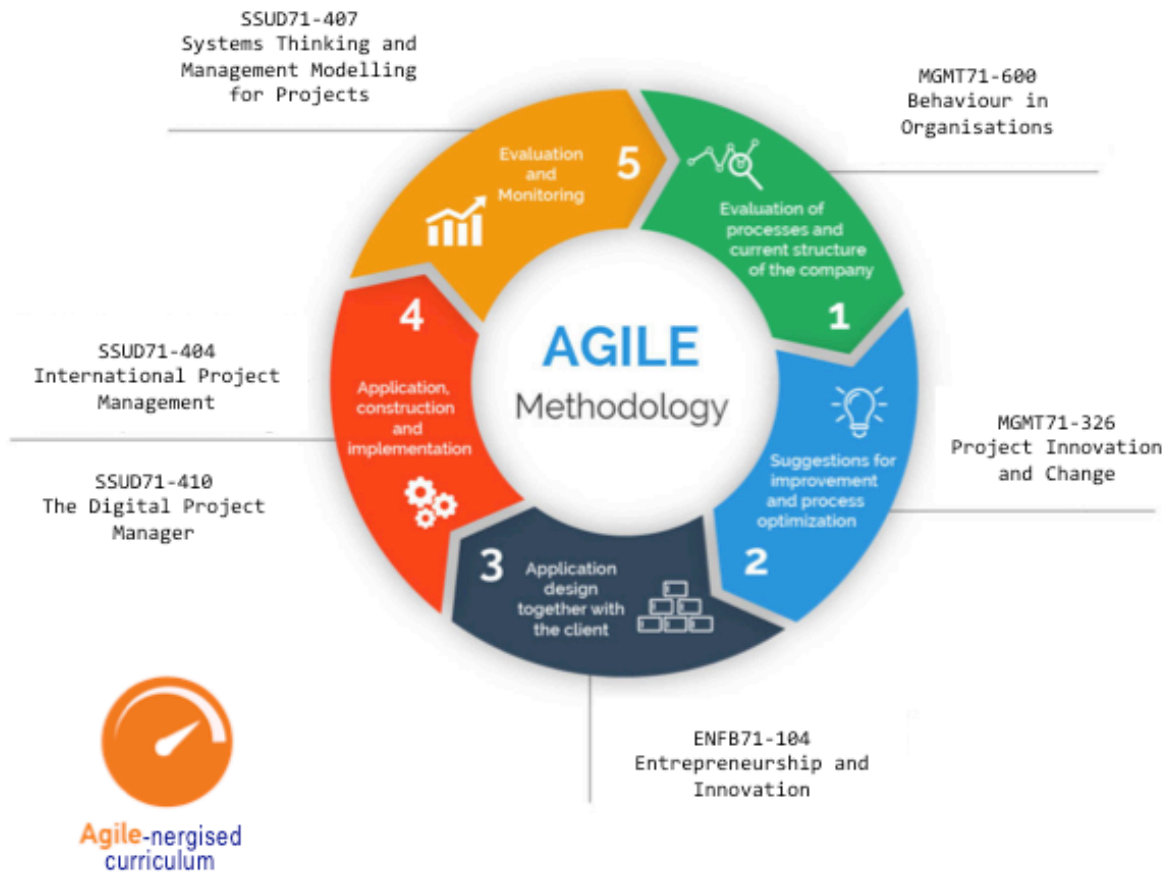 SSUD71-407
Systems Thinking and
Management Modelling
for Projects
MGMT71-600
Behaviour in
Organisations
Evaluation
and
Monitoring
5
Evaluation of
processes and
current structure
of the company
1
4
Application,
construction
and
implementation
AGILE
Methodology
SSUD71-404
International Project
Management
SSUD71-410
The Digital Project
Manager
MGMT71-326
Project Innovation
and Change
Suggestions for
improvement
and process
optimization
2
3
Application
design
together with
the client
ENFB71-104
Entrepreneurship and
Innovation
Agile-nergised
curriculum